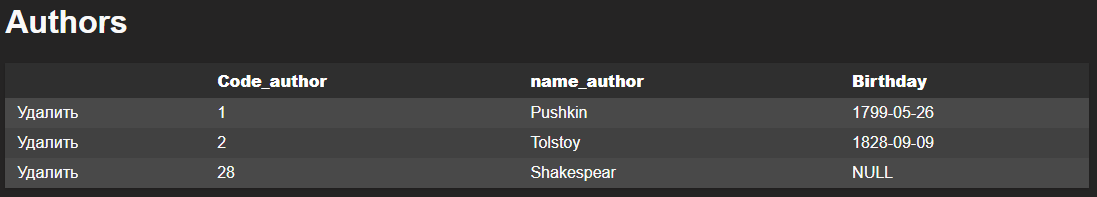 Authors
Code_author name_author Birthday
Удалить 1 Pushkin 1799-05-26
Удалить 2 Tolstoy 1828-09-09
Удалить 28 Shakespear NULL